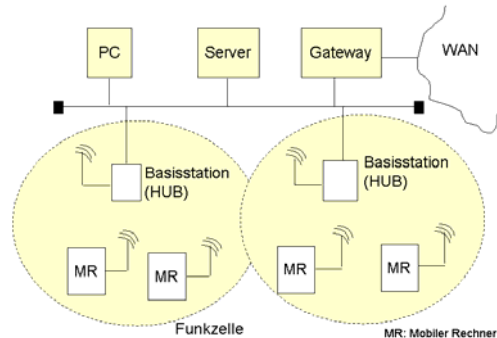 PC
Server
Gateway
WAN
Basisstation
(HUB)
Basisstation
(HUB)
MR
MR
MR
MR
Funkzelle
MR: Mobiler Rechner